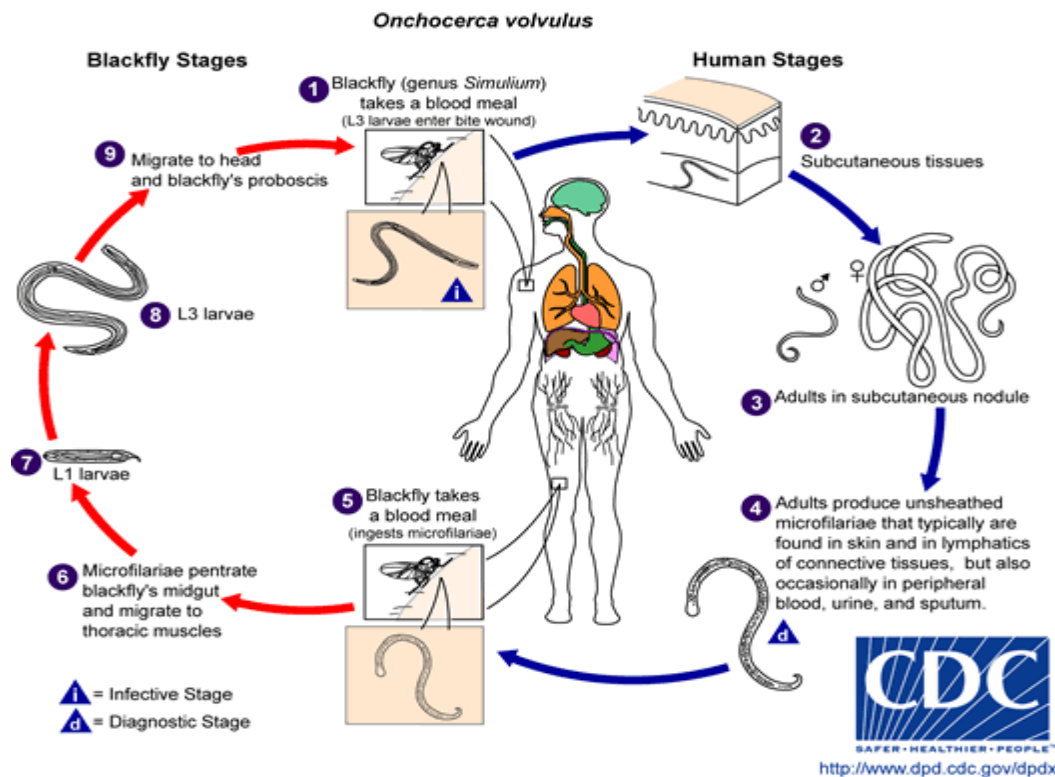 Onchocerca volvulus
Blackfly Stages
Human Stages
1
Blackfly (genus Simulium)
takes a blood meal
(L3 larvae enter bite wound)
2
Subcutaneous tissues
9
Migrate to head
and blackfly's proboscis
i
♂
♀
8
L3 larvae
3
Adults in subcutaneous nodule
7
L1 larvae
5
Blackfly takes
a blood meal
(ingests microfilariae)
4
Adults produce unsheathed
microfilariae that typically are
found in skin and in lymphatics
of connective tissues, but also
occasionally in peripheral
blood, urine, and sputum.
6
Microfilariae pentrate
blackfly's midgut
and migrate to
thoracic muscles
d
i = Infective Stage
d = Diagnostic Stage
CDC
SAFER•HEALTHIER•PEOPLE™
http://www.dpd.cdc.gov/dpdx